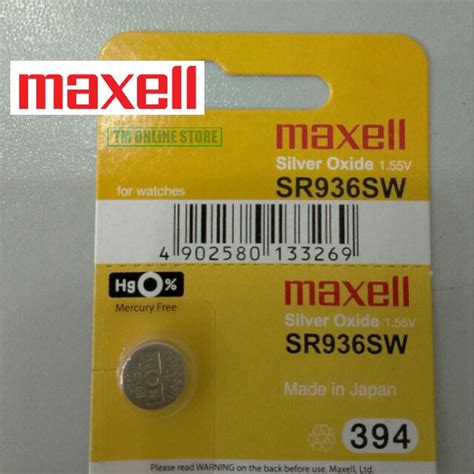 maxell
TM ONLINE STORE
maxell
Silver Oxide 1.55V
for watches
SR936SW
4 902580 133269
Hg 0%
Mercury Free
maxell
Silver Oxide 1.55V
SR936SW
Made in Japan
394
Please read WARNING on the back before use. Maxell, Ltd.